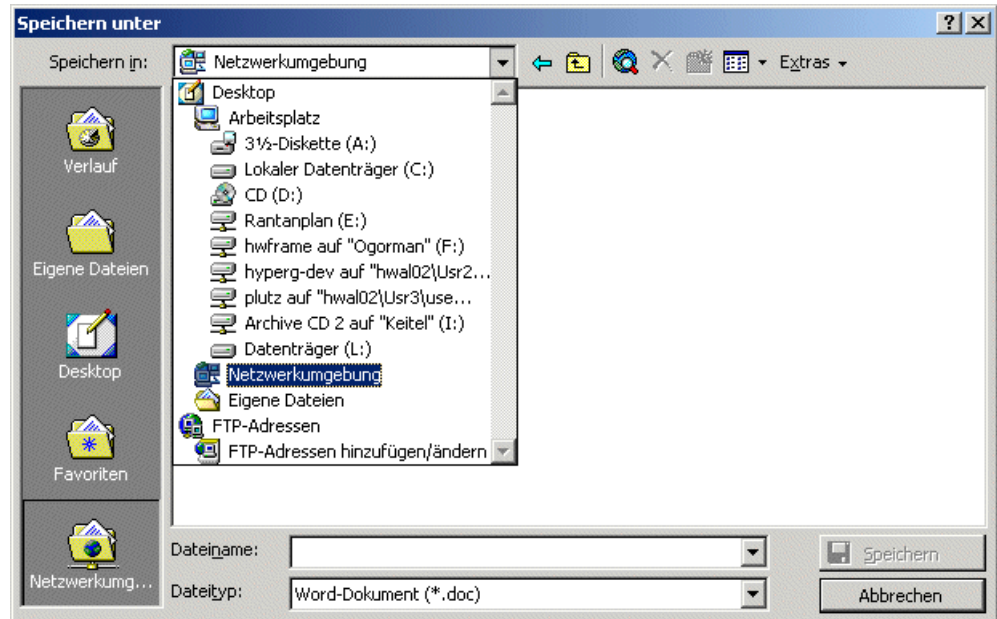 Speichern unter
Speichern in: Netzwerkumgebung Extras
Desktop
Arbeitsplatz
3½-Diskette (A:)
Lokaler Datenträger (C:)
CD (D:)
Rantanplan (E:)
hwframe auf "Ogorman" (F:)
hyperg-dev auf "hwal02\Usr2...
plutz auf "hwal02\Usr3\use...
Archive CD 2 auf "Keitel" (I:)
Datenträger (L:)
Netzwerkumgebung
Eigene Dateien
FTP-Adressen
FTP-Adressen hinzufügen/ändern
Verlauf
Eigene Dateien
Desktop
Favoriten
Netzwerkumg...
Dateiname:
Speichern
Dateityp: Word-Dokument (*.doc)
Abbrechen